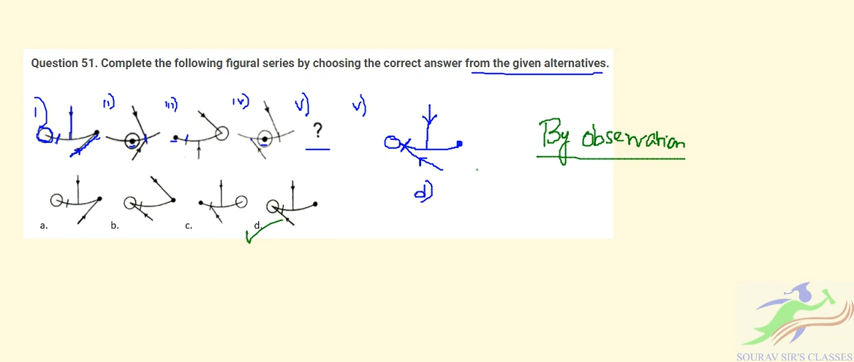 Question 51. Complete the following figural series by choosing the correct answer from the given alternatives.
i) ii) iii) iv) v) v)
?
By observation
d)
a. b. c. d.
SOURAV SIR'S CLASSES